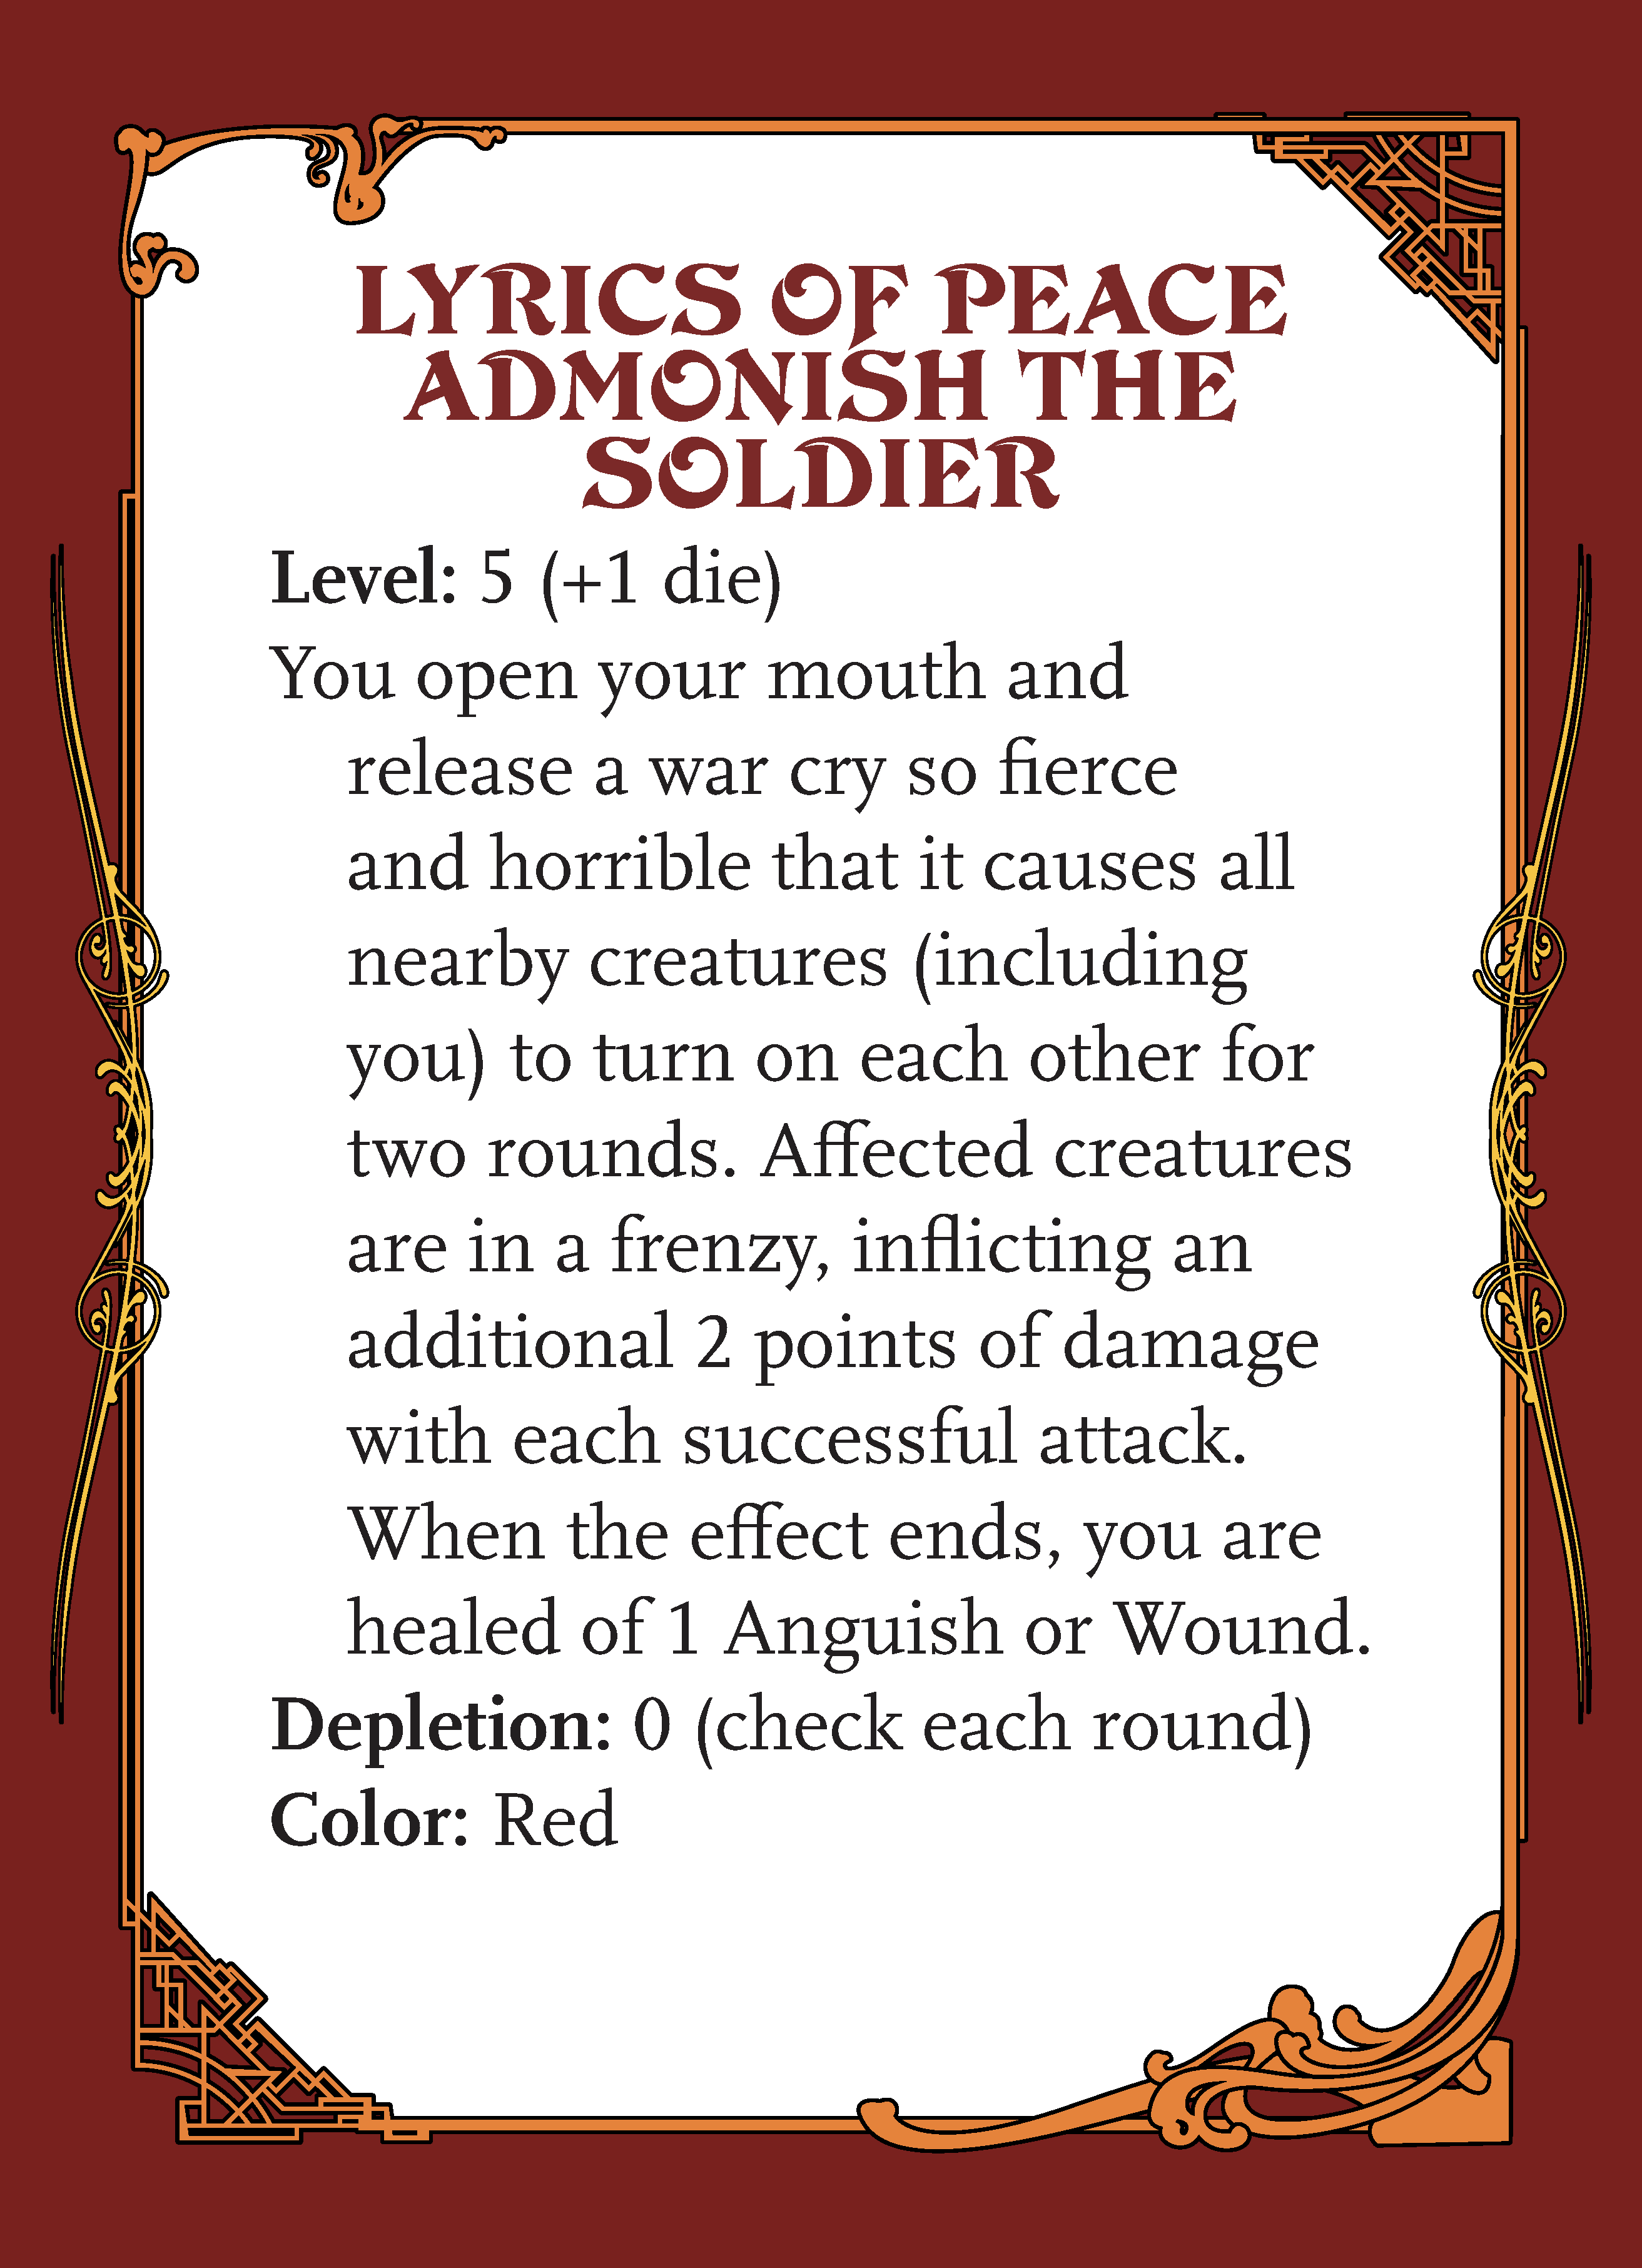 LYRICS OF PEACE
ADMONISH THE
SOLDIER
Level: 5 (+1 die)
You open your mouth and
release a war cry so fierce
and horrible that it causes all
nearby creatures (including
you) to turn on each other for
two rounds. Affected creatures
are in a frenzy, inflicting an
additional 2 points of damage
with each successful attack.
When the effect ends, you are
healed of 1 Anguish or Wound.
Depletion: 0 (check each round)
Color: Red